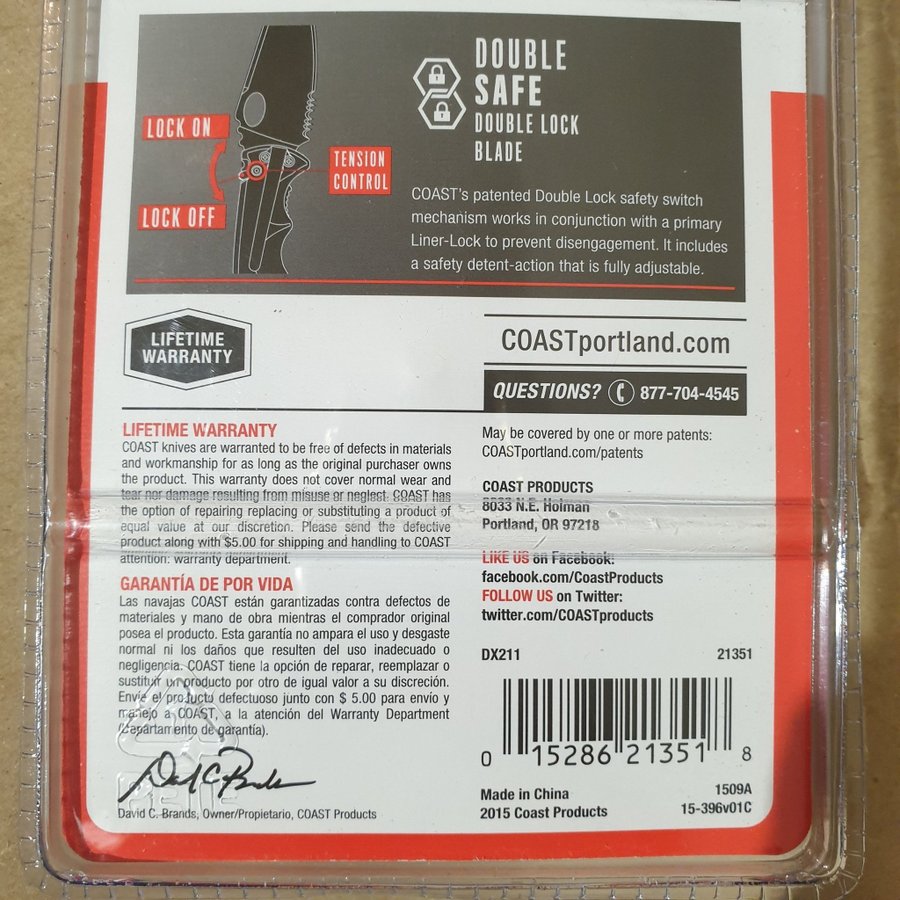 DOUBLE
SAFE
DOUBLE LOCK
BLADE
LOCK ON
TENSION
CONTROL
LOCK OFF
COAST's patented Double Lock safety switch
mechanism works in conjunction with a primary
Liner-Lock to prevent disengagement. It includes
a safety detent-action that is fully adjustable.
LIFETIME
WARRANTY
COASTportland.com
QUESTIONS? 877-704-4545
LIFETIME WARRANTY
COAST knives are warranted to be free of defects in materials
and workmanship for as long as the original purchaser owns
the product. This warranty does not cover normal wear and
tear nor damage resulting from misuse or neglect. COAST has
the option of repairing replacing or substituting a product of
equal value at our discretion. Please send the defective
product along with $5.00 for shipping and handling to COAST
attention: warranty department.
GARANTÍA DE POR VIDA
Las navajas COAST están garantizadas contra defectos de
materiales y mano de obra mientras el comprador original
posea el producto. Esta garantía no ampara el uso y desgaste
normal ni los daños que resulten del uso inadecuado o
negligencia. COAST tiene la opción de reparar, reemplazar o
sustituir un producto por otro de igual valor a su discreción.
Envíe el producto defectuoso junto con $ 5.00 para envío y
manejo a COAST, a la atención del Warranty Department
(departamento de garantía).
David C. Brands, Owner/Propietario, COAST Products
May be covered by one or more patents:
COASTportland.com/patents
COAST PRODUCTS
8033 N.E. Holman
Portland, OR 97218
LIKE US on Facebook:
facebook.com/CoastProducts
FOLLOW US on Twitter:
twitter.com/COASTproducts
DX211 21351
0 15286 21351 8
Made in China 1509A
2015 Coast Products 15-396v01C